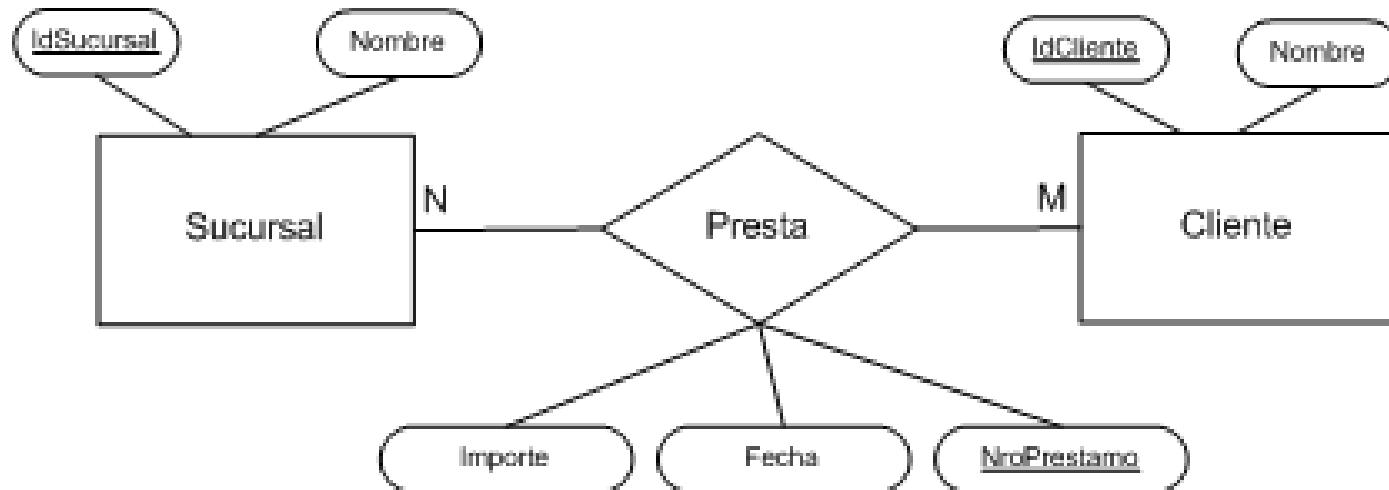 IdSucursal
Nombre
IdCliente
Nombre
N
M
Sucursal
Presta
Cliente
Importe
Fecha
NroPrestamo